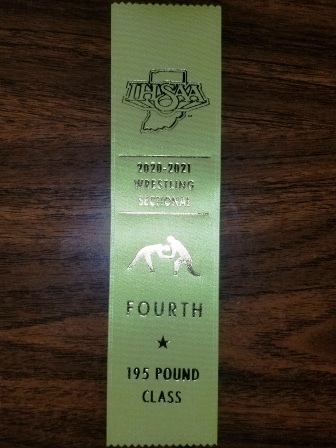 IHSAA
2020-2021
WRESTLING
SECTIONAL
FOURTH
195 POUND
CLASS